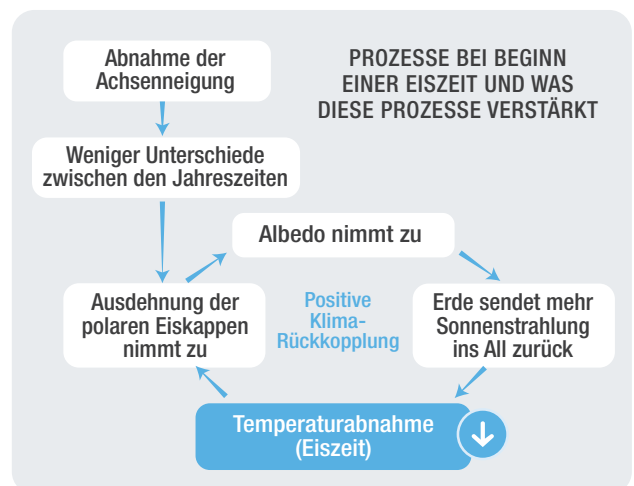 Abnahme der
Achsenneigung
PROZESSE BEI BEGINN
EINER EISZEIT UND WAS
DIESE PROZESSE VERSTÄRKT
Weniger Unterschiede
zwischen den Jahreszeiten
Albedo nimmt zu
Ausdehnung der
polaren Eiskappen
nimmt zu
Positive
Klima-
Rückkopplung
Erde sendet mehr
Sonnenstrahlung
ins All zurück
Temperaturabnahme
(Eiszeit)